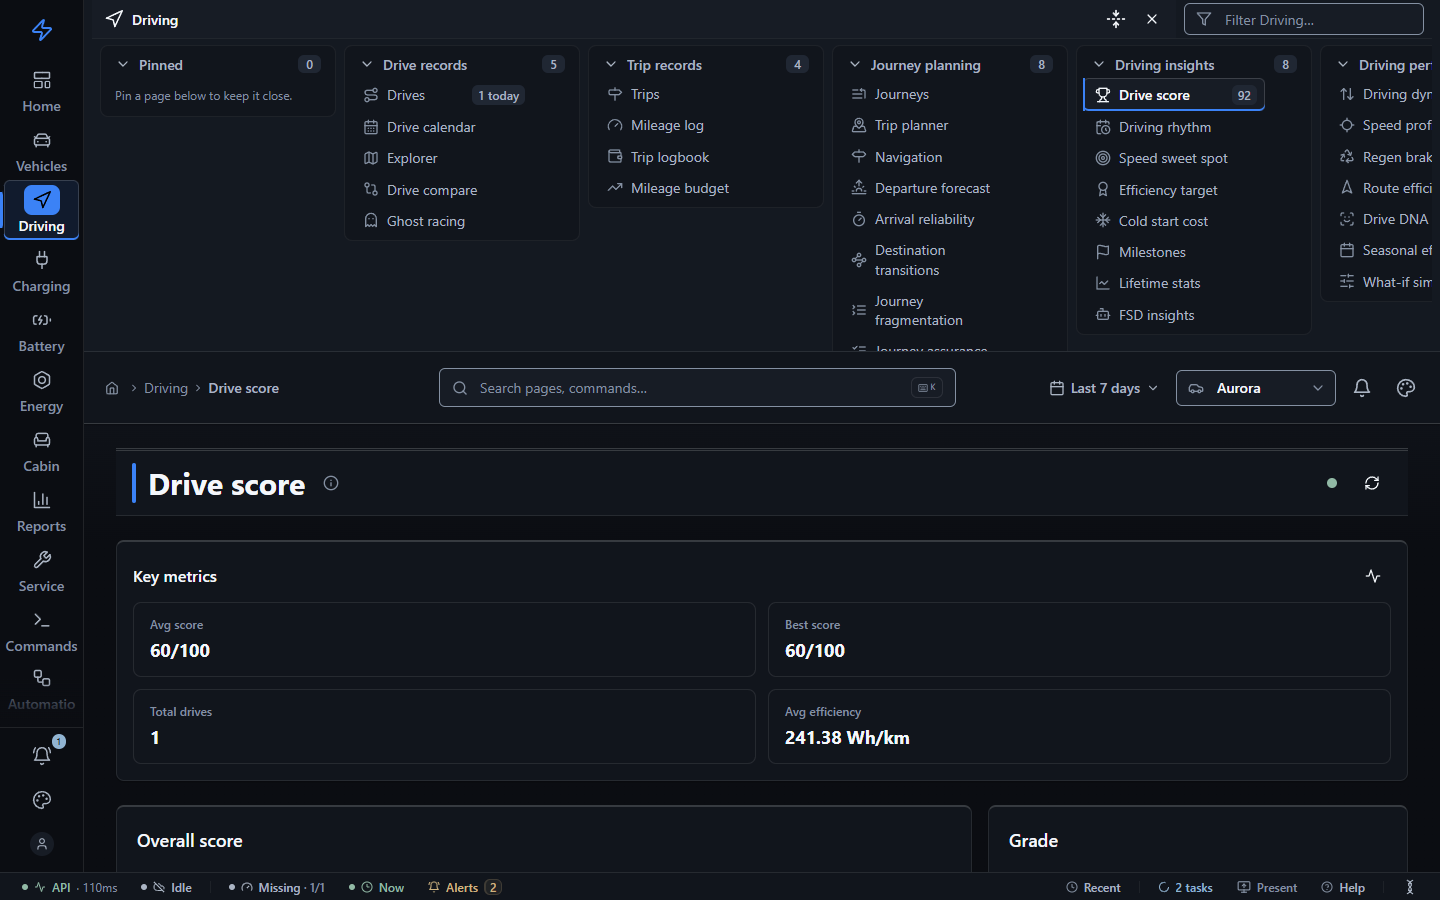 Driving
Filter Driving...
Pinned 0
Pin a page below to keep it close.
Drive records 5
Drives 1 today
Drive calendar
Explorer
Drive compare
Ghost racing
Trip records 4
Trips
Mileage log
Trip logbook
Mileage budget
Journey planning 8
Journeys
Trip planner
Navigation
Departure forecast
Arrival reliability
Destination
transitions
Journey
fragmentation
Journey assurance
Driving insights 8
Drive score 92
Driving rhythm
Speed sweet spot
Efficiency target
Cold start cost
Milestones
Lifetime stats
FSD insights
Driving per
Driving dyn
Speed prof
Regen brak
Route effici
Drive DNA
Seasonal ef
What-if sim
Home
Vehicles
Driving
Charging
Battery
Energy
Cabin
Reports
Service
Commands
Automatio
1
Driving
Drive score
Search pages, commands...
K
Last 7 days
Aurora
Drive score
Key metrics
Avg score
60/100
Best score
60/100
Total drives
1
Avg efficiency
241.38 Wh/km
Overall score
Grade
API · 110ms
Idle
Missing · 1/1
Now
Alerts 2
Recent
2 tasks
Present
Help